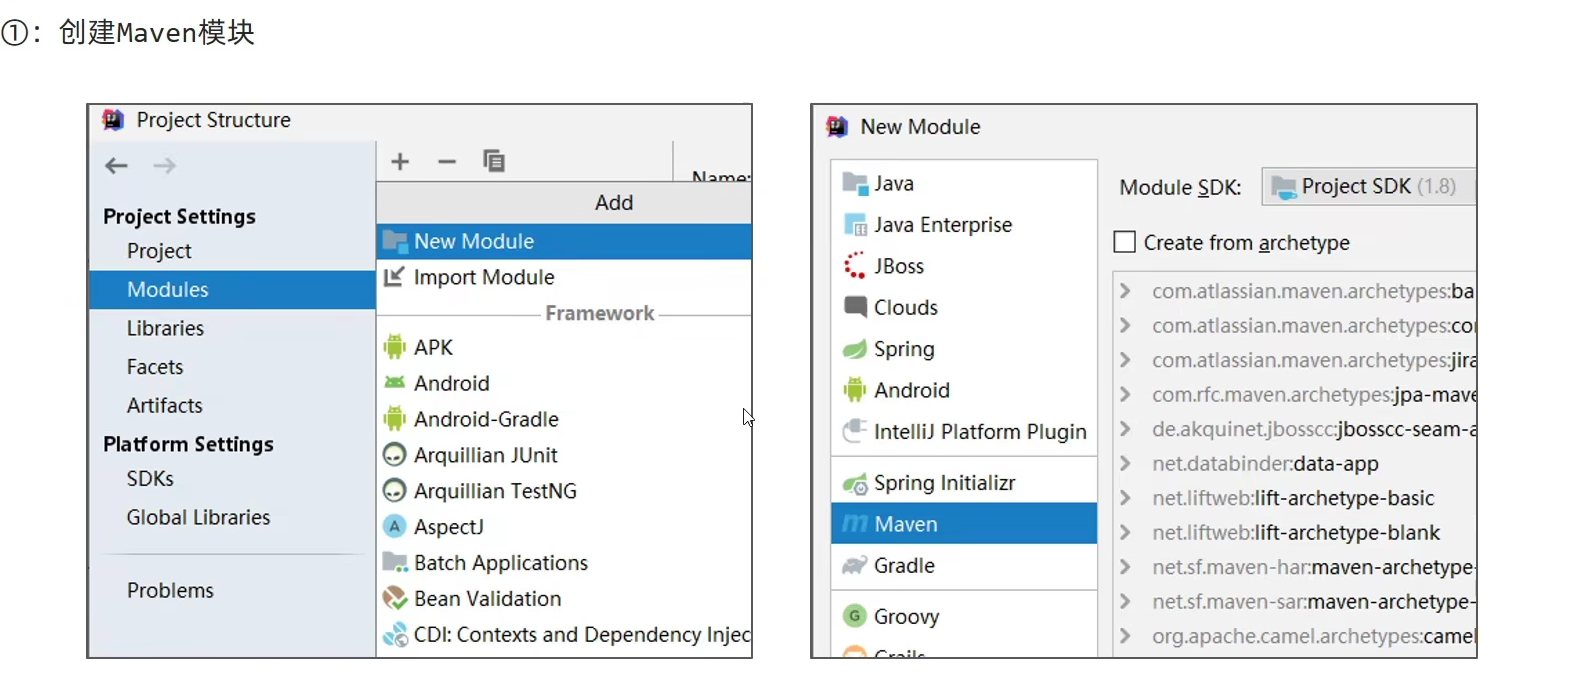 ①：创建Maven模块
Project Structure
Project Settings
Project
Modules
Libraries
Facets
Artifacts
Platform Settings
SDKs
Global Libraries
Problems
Name:
Add
New Module
Import Module
Framework
APK
Android
Android-Gradle
Arquillian JUnit
Arquillian TestNG
AspectJ
Batch Applications
Bean Validation
CDI: Contexts and Dependency Injec
New Module
Java
Java Enterprise
JBoss
Clouds
Spring
Android
IntelliJ Platform Plugin
Spring Initializr
Maven
Gradle
Groovy
Grails
Module SDK: Project SDK (1.8)
Create from archetype
com.atlassian.maven.archetypes:ba
com.atlassian.maven.archetypes:co
com.atlassian.maven.archetypes:jira
com.rfc.maven.archetypes:jpa-mave
de.akquinet.jbosscc:jbosscc-seam-a
net.databinder:data-app
net.liftweb:lift-archetype-basic
net.liftweb:lift-archetype-blank
net.sf.maven-har:maven-archetype-
net.sf.maven-sar:maven-archetype-
org.apache.camel.archetypes:camel